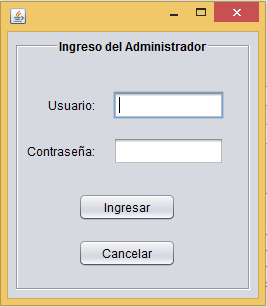 Ingreso del Administrador
Usuario:
Contraseña:
Ingresar
Cancelar